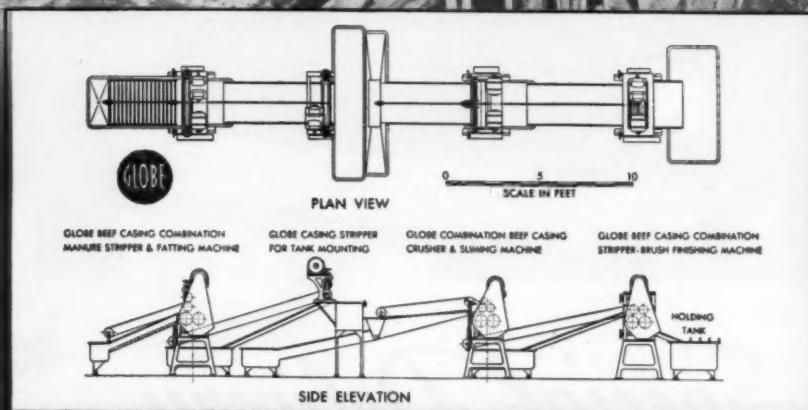 GLOBE
PLAN VIEW
0 5 10
SCALE IN FEET
GLOBE BEEF CASING COMBINATION
MANURE STRIPPER & FATTING MACHINE
GLOBE CASING STRIPPER
FOR TANK MOUNTING
GLOBE COMBINATION BEEF CASING
CRUSHER & SLIMING MACHINE
GLOBE BEEF CASING COMBINATION
STRIPPER-BRUSH FINISHING MACHINE
HOLDING
TANK
SIDE ELEVATION